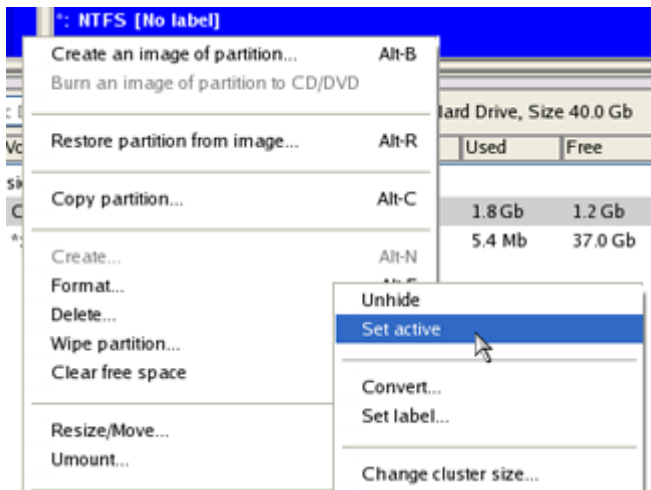 *: NTFS [No label]
Create an image of partition... Alt-B
Burn an image of partition to CD/DVD
Hard Drive, Size 40.0 Gb
Restore partition from image... Alt-R
Used Free
Copy partition... Alt-C
1.8 Gb 1.2 Gb
5.4 Mb 37.0 Gb
Create... Alt-N
Format...
Unhide
Delete...
Set active
Wipe partition...
Clear free space
Convert...
Set label...
Resize/Move...
Umount...
Change cluster size...